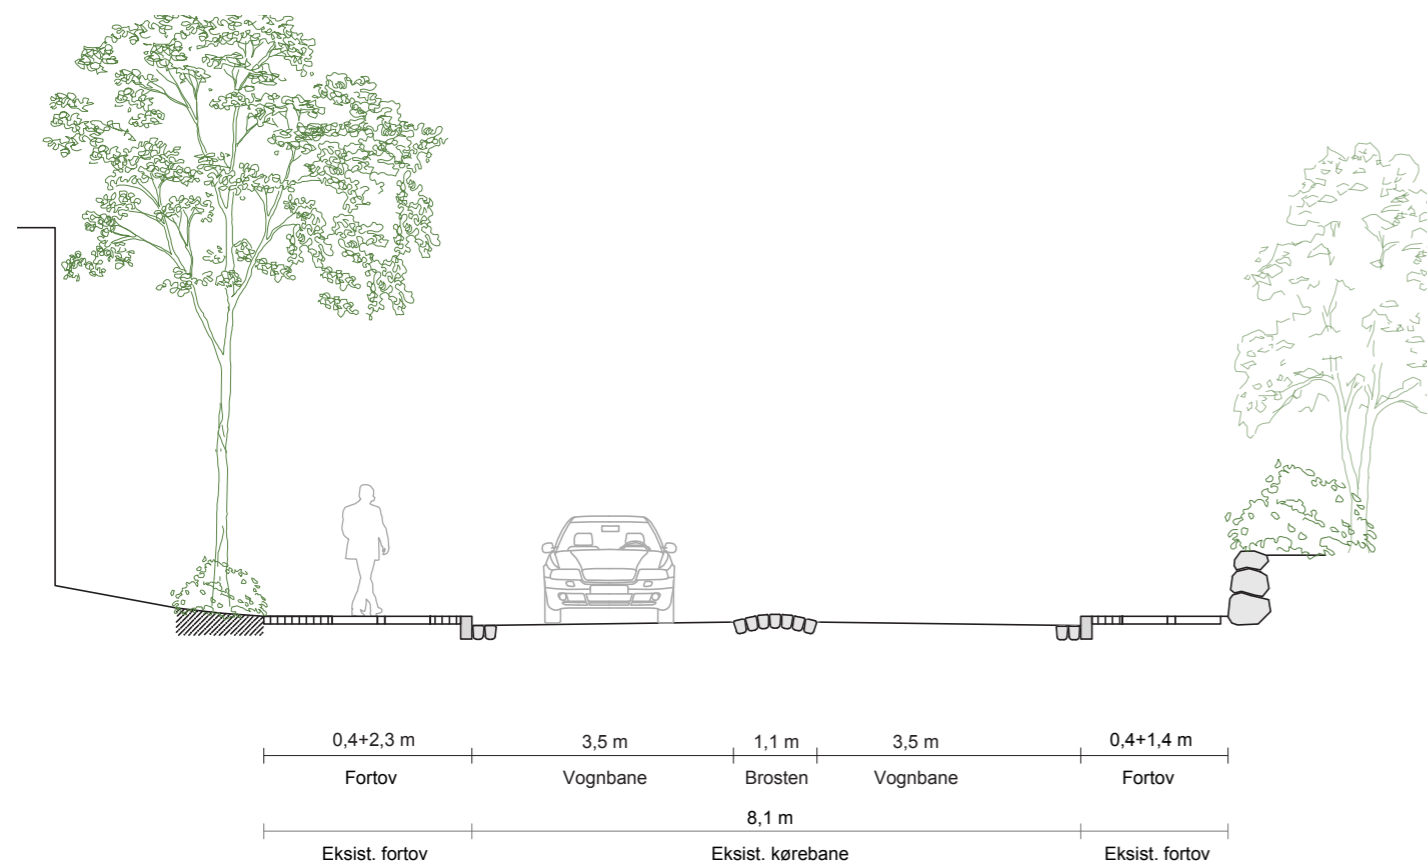 0,4+2,3 m 3,5 m 1,1 m 3,5 m 0,4+1,4 m
Fortov Vognbane Brosten Vognbane Fortov
8,1 m
Eksist. fortov Eksist. kørebane Eksist. fortov